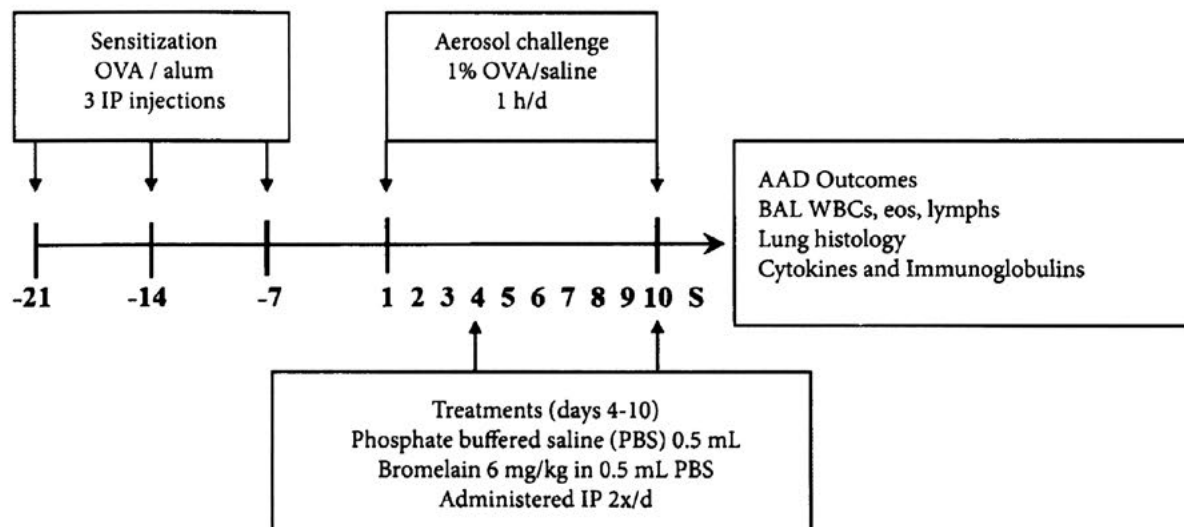 Sensitization
OVA / alum
3 IP injections
Aerosol challenge
1% OVA/saline
1 h/d
AAD Outcomes
BAL WBCs, eos, lymphs
Lung histology
Cytokines and Immunoglobulins
-21 -14 -7 1 2 3 4 5 6 7 8 9 10 S
Treatments (days 4-10)
Phosphate buffered saline (PBS) 0.5 mL
Bromelain 6 mg/kg in 0.5 mL PBS
Administered IP 2x/d